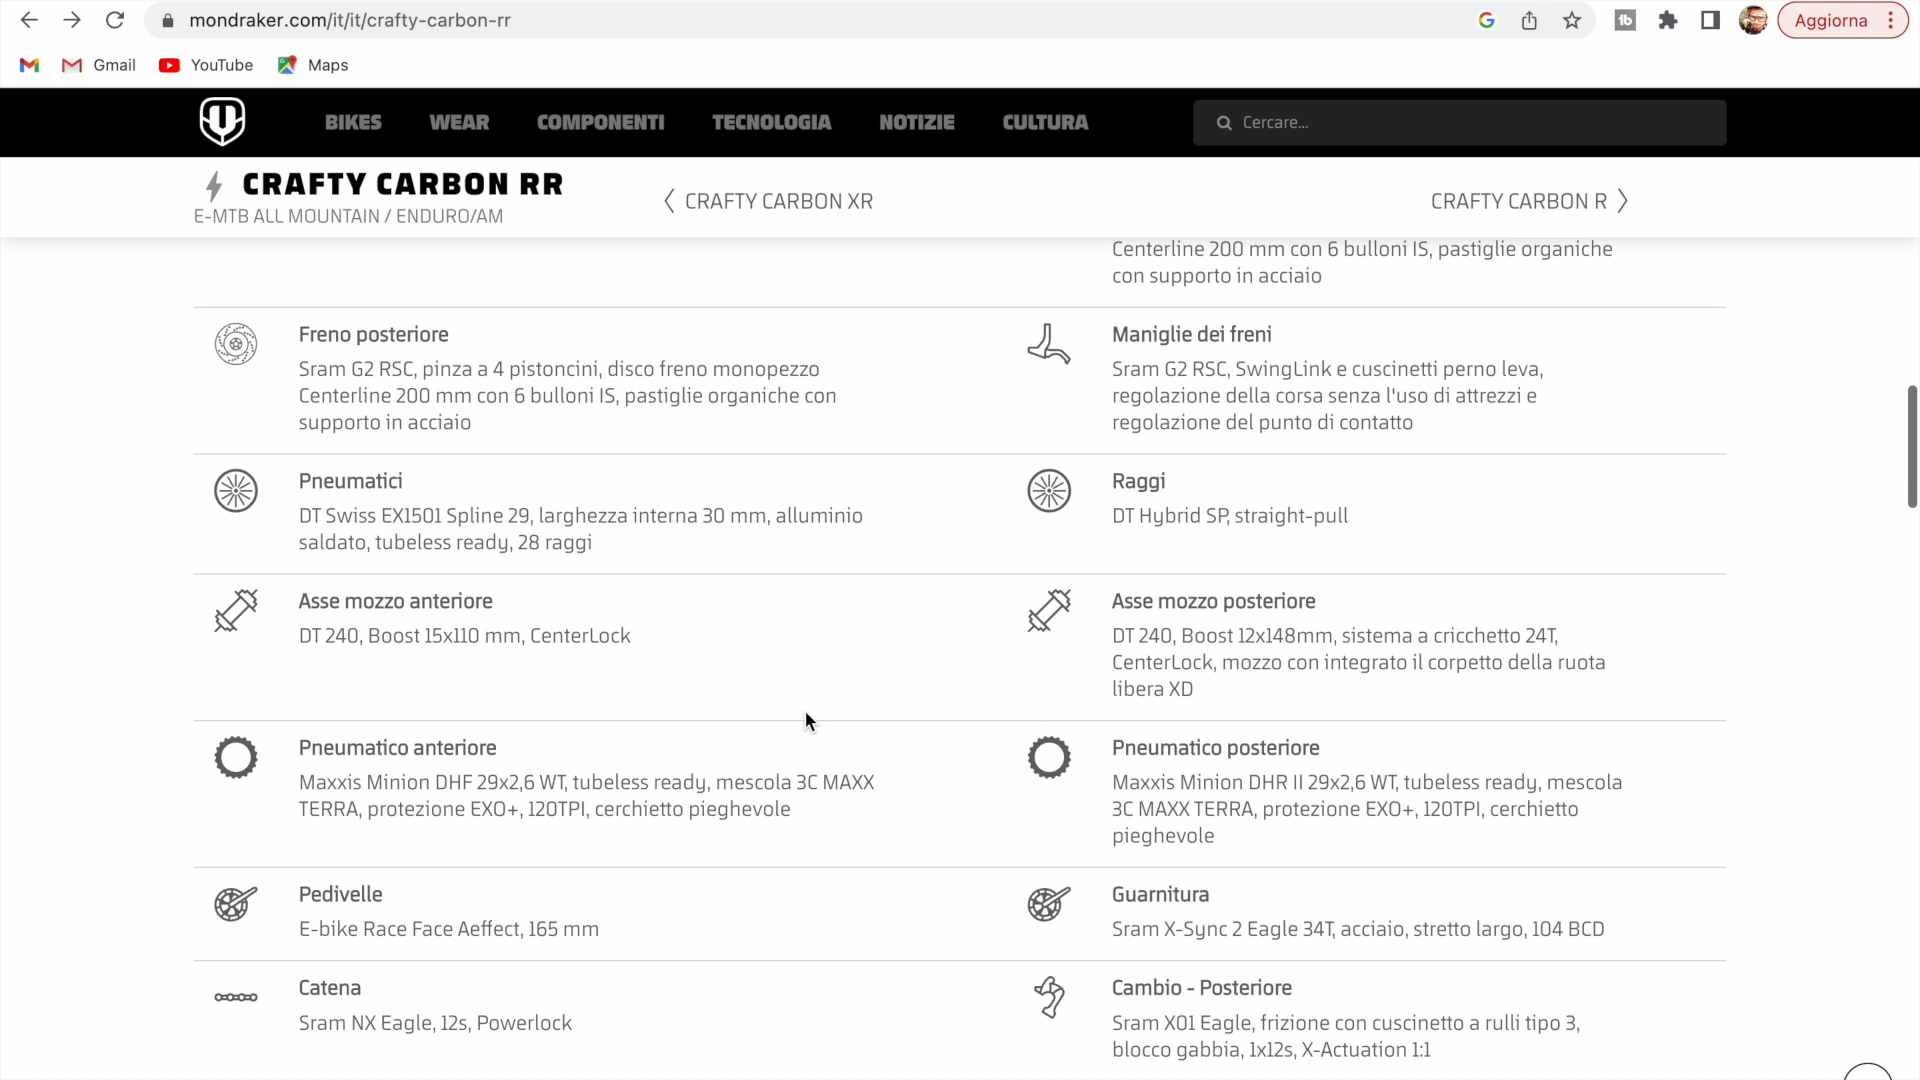 mondraker.com/it/it/crafty-carbon-rr
Aggiorna
Gmail
YouTube
Maps
BIKES
WEAR
COMPONENTI
TECNOLOGIA
NOTIZIE
CULTURA
Cercare...
CRAFTY CARBON RR
E-MTB ALL MOUNTAIN / ENDURO/AM
CRAFTY CARBON XR
CRAFTY CARBON R
Centerline 200 mm con 6 bulloni IS, pastiglie organiche
con supporto in acciaio
Freno posteriore
Sram G2 RSC, pinza a 4 pistoncini, disco freno monopezzo
Centerline 200 mm con 6 bulloni IS, pastiglie organiche con
supporto in acciaio
Maniglie dei freni
Sram G2 RSC, SwingLink e cuscinetti perno leva,
regolazione della corsa senza l'uso di attrezzi e
regolazione del punto di contatto
Pneumatici
DT Swiss EX1501 Spline 29, larghezza interna 30 mm, alluminio
saldato, tubeless ready, 28 raggi
Raggi
DT Hybrid SP, straight-pull
Asse mozzo anteriore
DT 240, Boost 15x110 mm, CenterLock
Asse mozzo posteriore
DT 240, Boost 12x148mm, sistema a cricchetto 24T,
CenterLock, mozzo con integrato il corpetto della ruota
libera XD
Pneumatico anteriore
Maxxis Minion DHF 29x2,6 WT, tubeless ready, mescola 3C MAXX
TERRA, protezione EXO+, 120TPI, cerchietto pieghevole
Pneumatico posteriore
Maxxis Minion DHR II 29x2,6 WT, tubeless ready, mescola
3C MAXX TERRA, protezione EXO+, 120TPI, cerchietto
pieghevole
Pedivelle
E-bike Race Face Aeffect, 165 mm
Guarnitura
Sram X-Sync 2 Eagle 34T, acciaio, stretto largo, 104 BCD
Catena
Sram NX Eagle, 12s, Powerlock
Cambio - Posteriore
Sram X01 Eagle, frizione con cuscinetto a rulli tipo 3,
blocco gabbia, 1x12s, X-Actuation 1:1